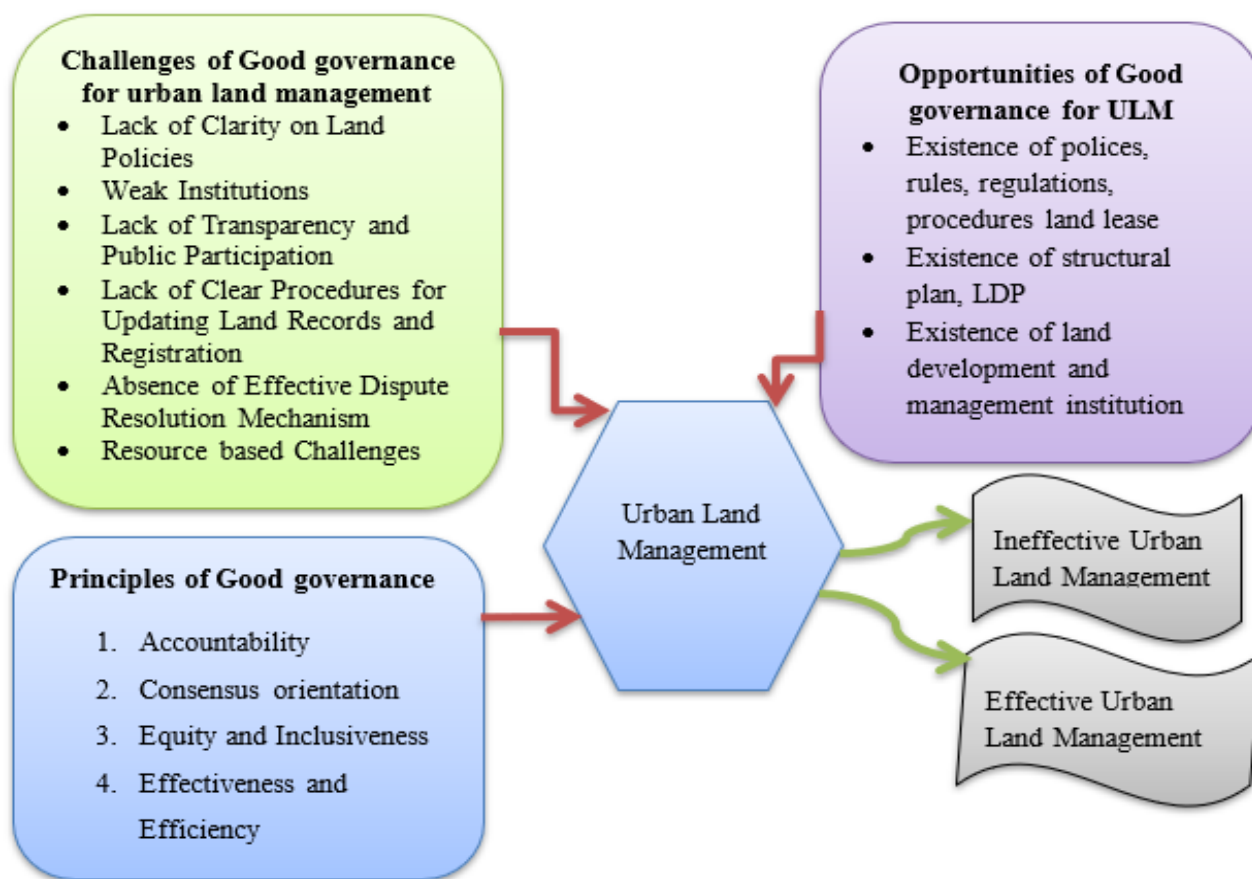 Challenges of Good governance
for urban land management
• Lack of Clarity on Land
Policies
• Weak Institutions
• Lack of Transparency and
Public Participation
• Lack of Clear Procedures for
Updating Land Records and
Registration
• Absence of Effective Dispute
Resolution Mechanism
• Resource based Challenges
Opportunities of Good
governance for ULM
• Existence of polices,
rules, regulations,
procedures land lease
• Existence of structural
plan, LDP
• Existence of land
development and
management institution
Urban Land
Management
Ineffective Urban
Land Management
Effective Urban
Land Management
Principles of Good governance
1. Accountability
2. Consensus orientation
3. Equity and Inclusiveness
4. Effectiveness and
Efficiency